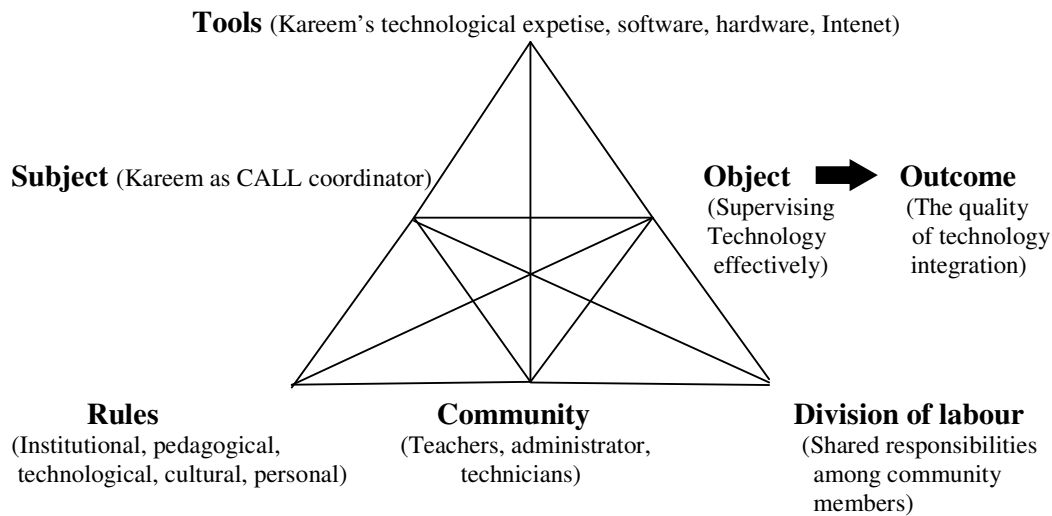 Tools (Kareem’s technological expetise, software, hardware, Intenet)
Subject (Kareem as CALL coordinator)
Object
(Supervising
Technology
effectively)
Outcome
(The quality
of technology
integration)
Rules
(Institutional, pedagogical,
technological, cultural, personal)
Community
(Teachers, administrator,
technicians)
Division of labour
(Shared responsibilities
among community
members)